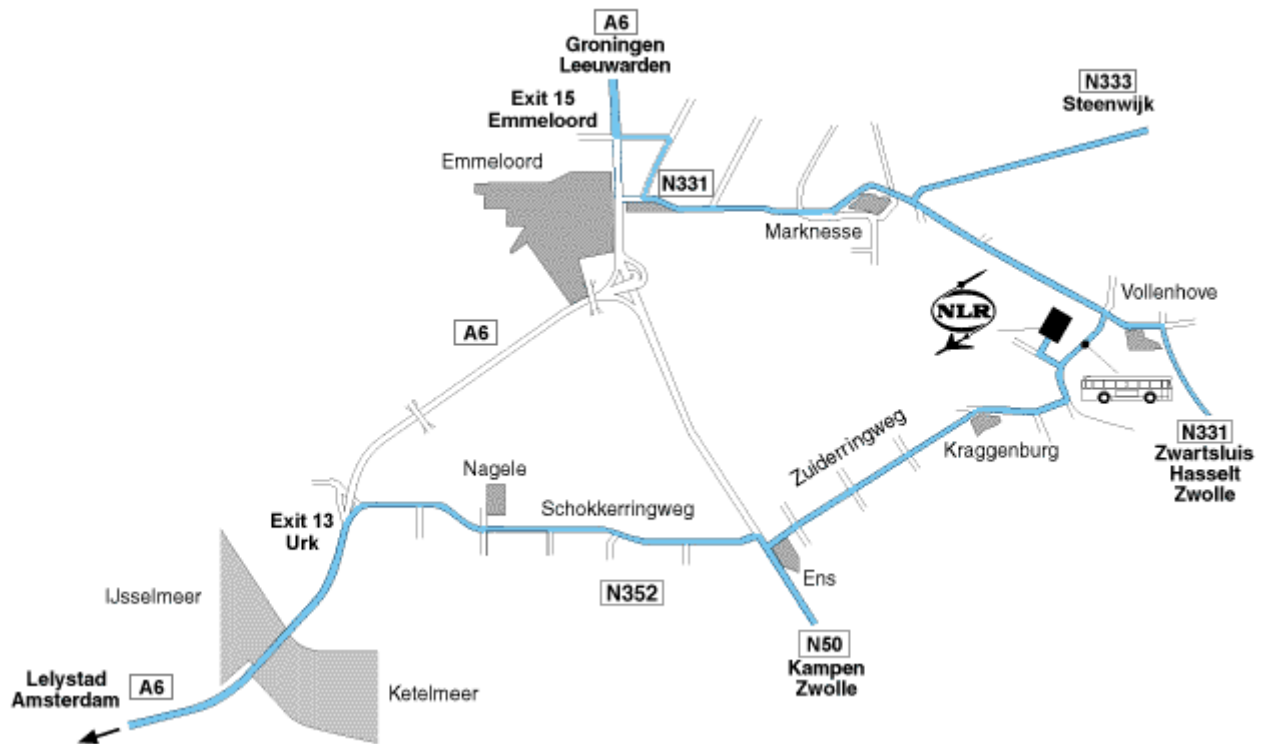 A6
Groningen
Leeuwarden
N333
Steenwijk
Exit 15
Emmeloord
Emmeloord
N331
Marknesse
Vollenhove
NLR
A6
N331
Zwartsluis
Hasselt
Zwolle
Kraggenburg
Zuiderringweg
Nagele
Schokkerringweg
Exit 13
Urk
Ens
N352
IJsselmeer
N50
Kampen
Zwolle
Lelystad
Amsterdam
A6
Ketelmeer